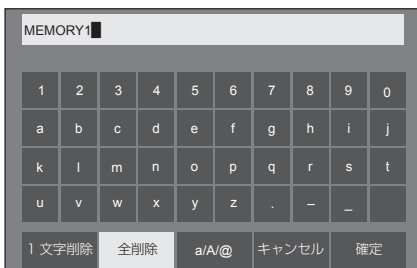 MEMORY1
1 2 3 4 5 6 7 8 9 0
a b c d e f g h i j
k l m n o p q r s t
u v w x y z . – _
1 文字削除 全削除 a/A/@ キャンセル 確定